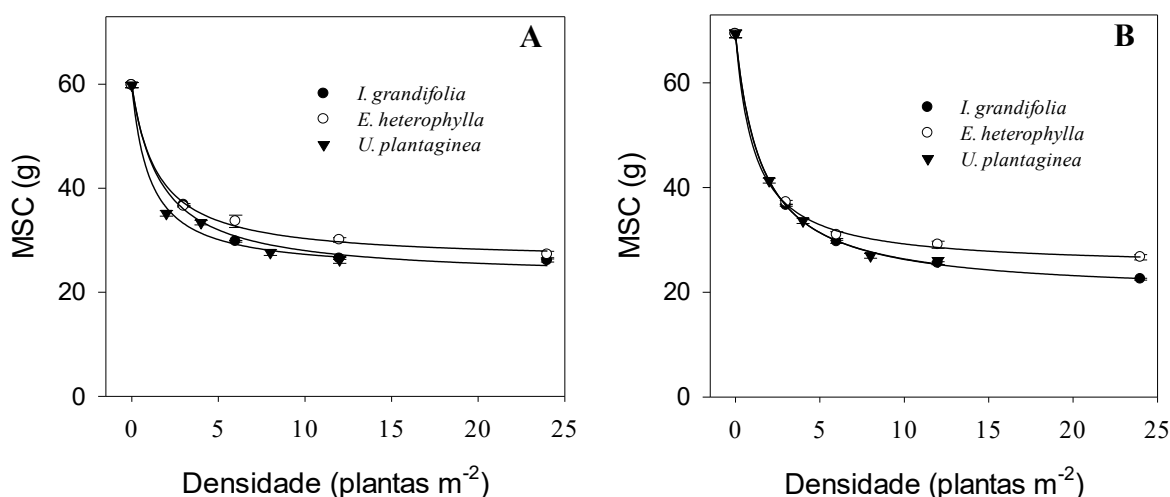 A
I. grandifolia
E. heterophylla
U. plantaginea
MSC (g)
60
40
20
0
0 5 10 15 20 25
Densidade (plantas m-2)
B
I. grandifolia
E. heterophylla
U. plantaginea
MSC (g)
60
40
20
0
0 5 10 15 20 25
Densidade (plantas m-2)